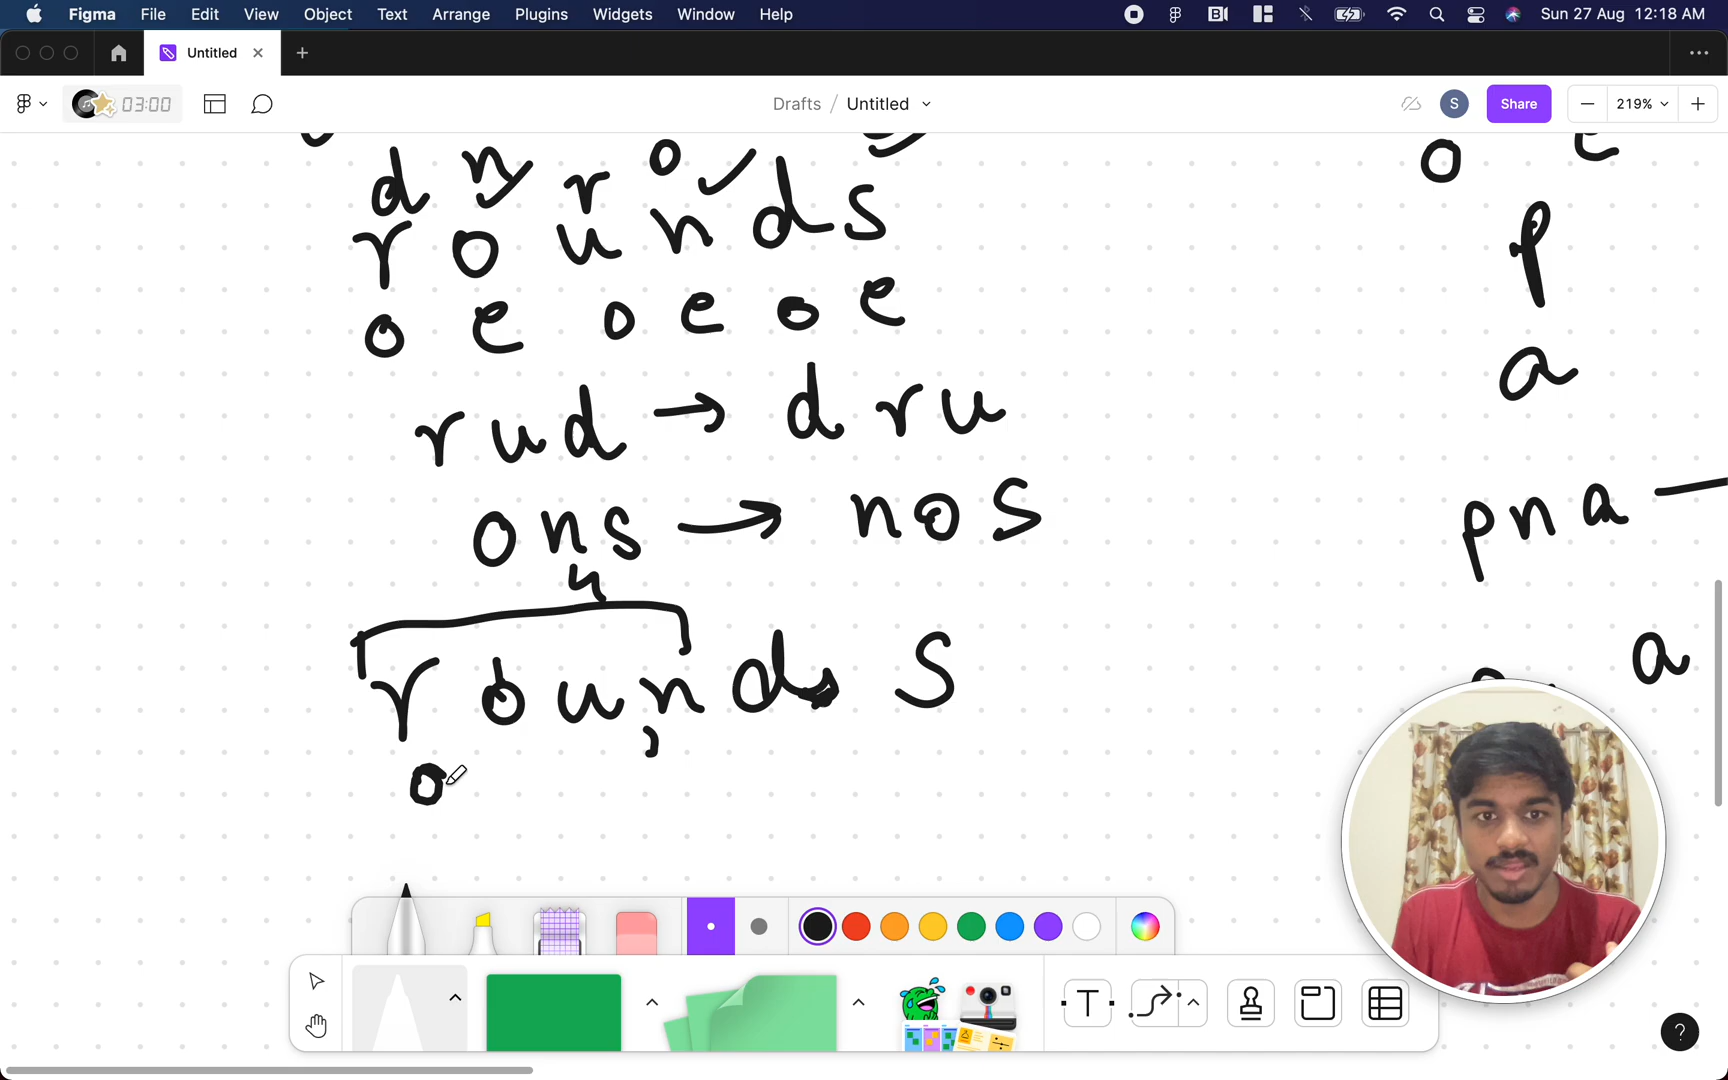 Figma File Edit View Object Text Arrange Plugins Widgets Window Help Sun 27 Aug 12:18 AM
Untitled
03:00 Drafts / Untitled S Share 219%
d n r o
r o u n d s
o e o e o e
r u d → d r u
o n s → n o s
4
r o u n d s S
o
o e
p
a
p n a
a
T
?